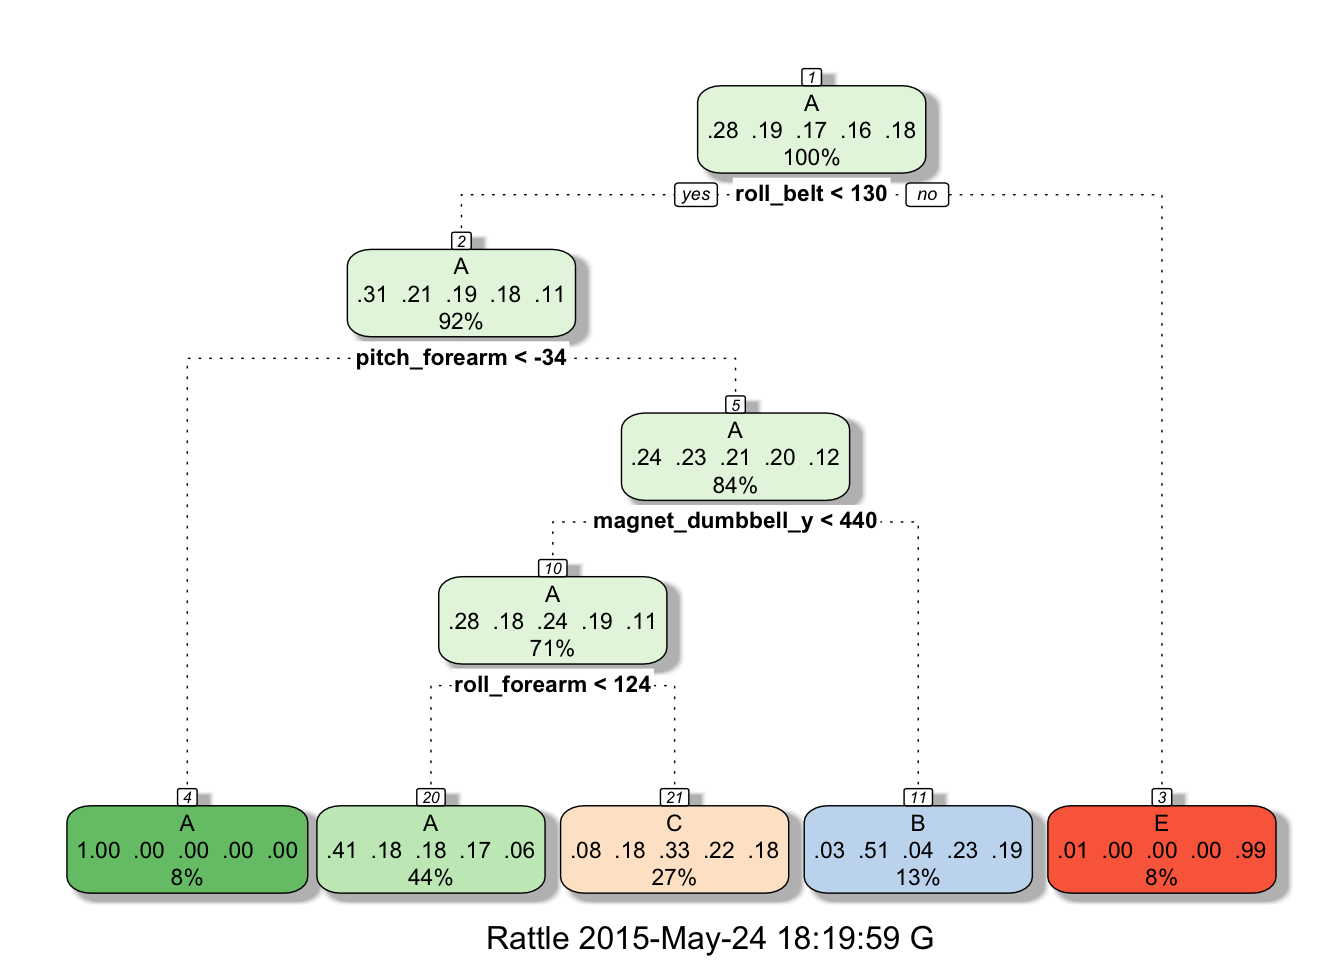 1
A
.28 .19 .17 .16 .18
100%
yes roll_belt < 130 no
2
A
.31 .21 .19 .18 .11
92%
pitch_forearm < -34
5
A
.24 .23 .21 .20 .12
84%
magnet_dumbbell_y < 440
10
A
.28 .18 .24 .19 .11
71%
roll_forearm < 124
4
A
1.00 .00 .00 .00 .00
8%
20
A
.41 .18 .18 .17 .06
44%
21
C
.08 .18 .33 .22 .18
27%
11
B
.03 .51 .04 .23 .19
13%
3
E
.01 .00 .00 .00 .99
8%
Rattle 2015-May-24 18:19:59 G